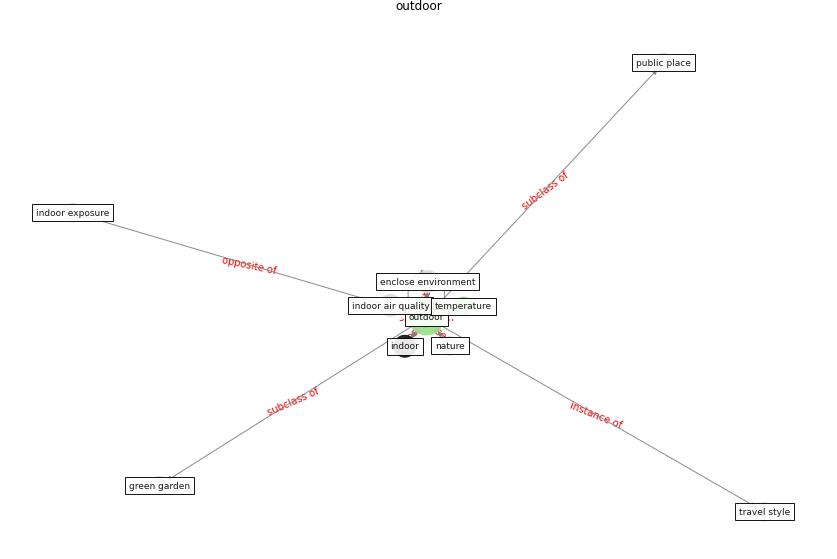 outdoor
public place
subclass of
indoor exposure
opposite of
enclose environment
indoor air quality
temperature
outdoor
indoor
nature
subclass of
instance of
green garden
travel style